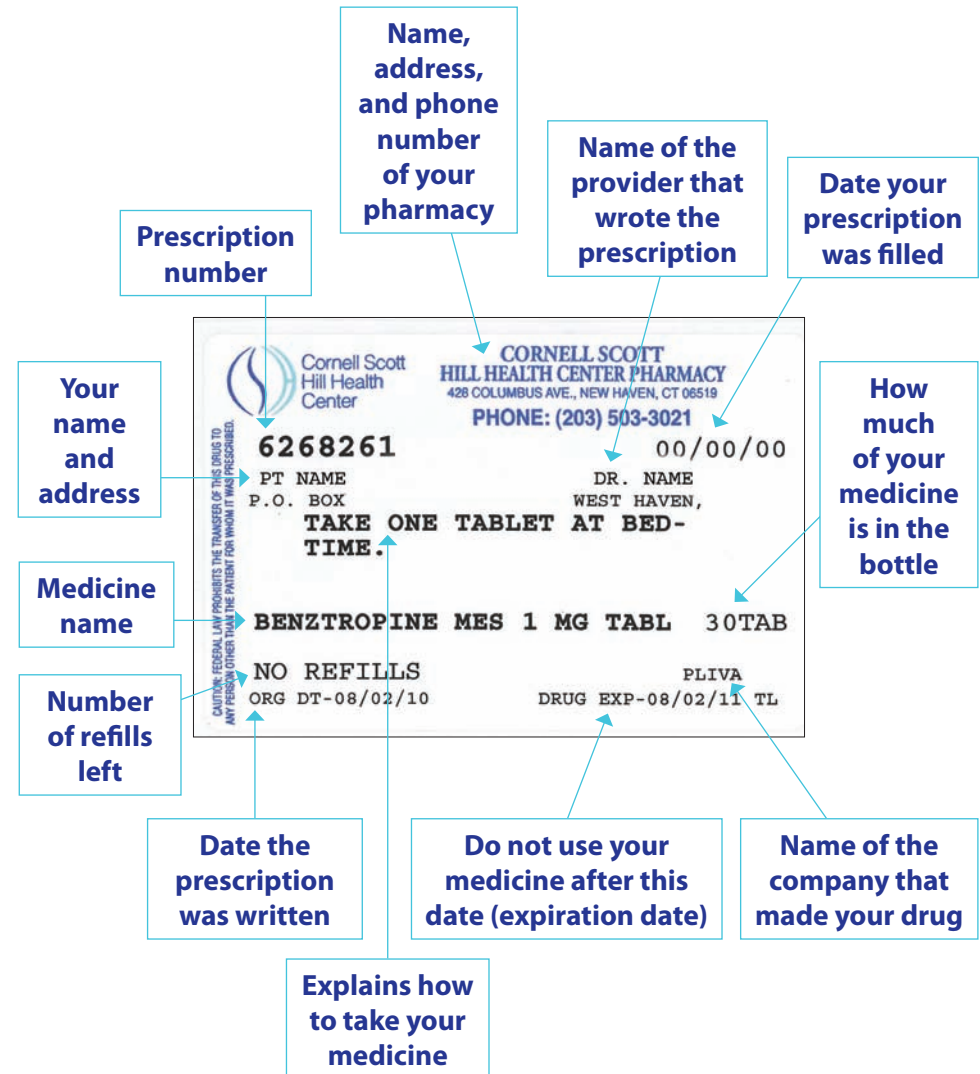 Name,
address,
and phone
number
of your
pharmacy
Name of the
provider that
wrote the
prescription
Date your
prescription
was filled
Prescription
number
Your
name
and
address
Medicine
name
Number
of refills
left
Cornell Scott
Hill Health
Center
CORNELL SCOTT
HILL HEALTH CENTER PHARMACY
428 COLUMBUS AVE., NEW HAVEN, CT 06519
PHONE: (203) 503-3021
6268261 00/00/00
PT NAME DR. NAME
P.O. BOX WEST HAVEN,
TAKE ONE TABLET AT BED-
TIME.
BENZTROPINE MES 1 MG TABL 30TAB
NO REFILLS PLIVA
ORG DT-08/02/10 DRUG EXP-08/02/11 TL
CAUTION: FEDERAL LAW PROHIBITS THE TRANSFER OF THIS DRUG TO
ANY PERSON OTHER THAN THE PATIENT FOR WHOM IT WAS PRESCRIBED.
How
much
of your
medicine
is in the
bottle
Date the
prescription
was written
Do not use your
medicine after this
date (expiration date)
Name of the
company that
made your drug
Explains how
to take your
medicine